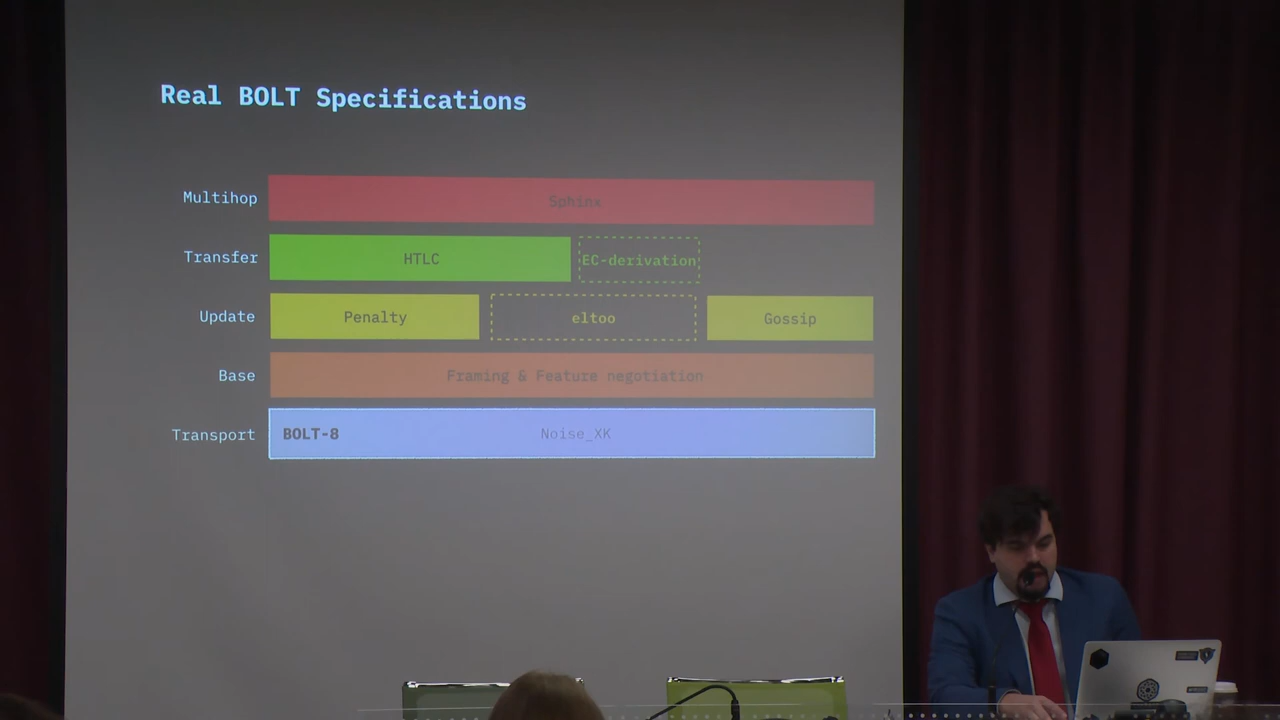 Real BOLT Specifications
Multihop Sphinx
Transfer HTLC EC-derivation
Update Penalty eltoo Gossip
Base Framing & Feature negotiation
Transport BOLT-8 Noise_XK